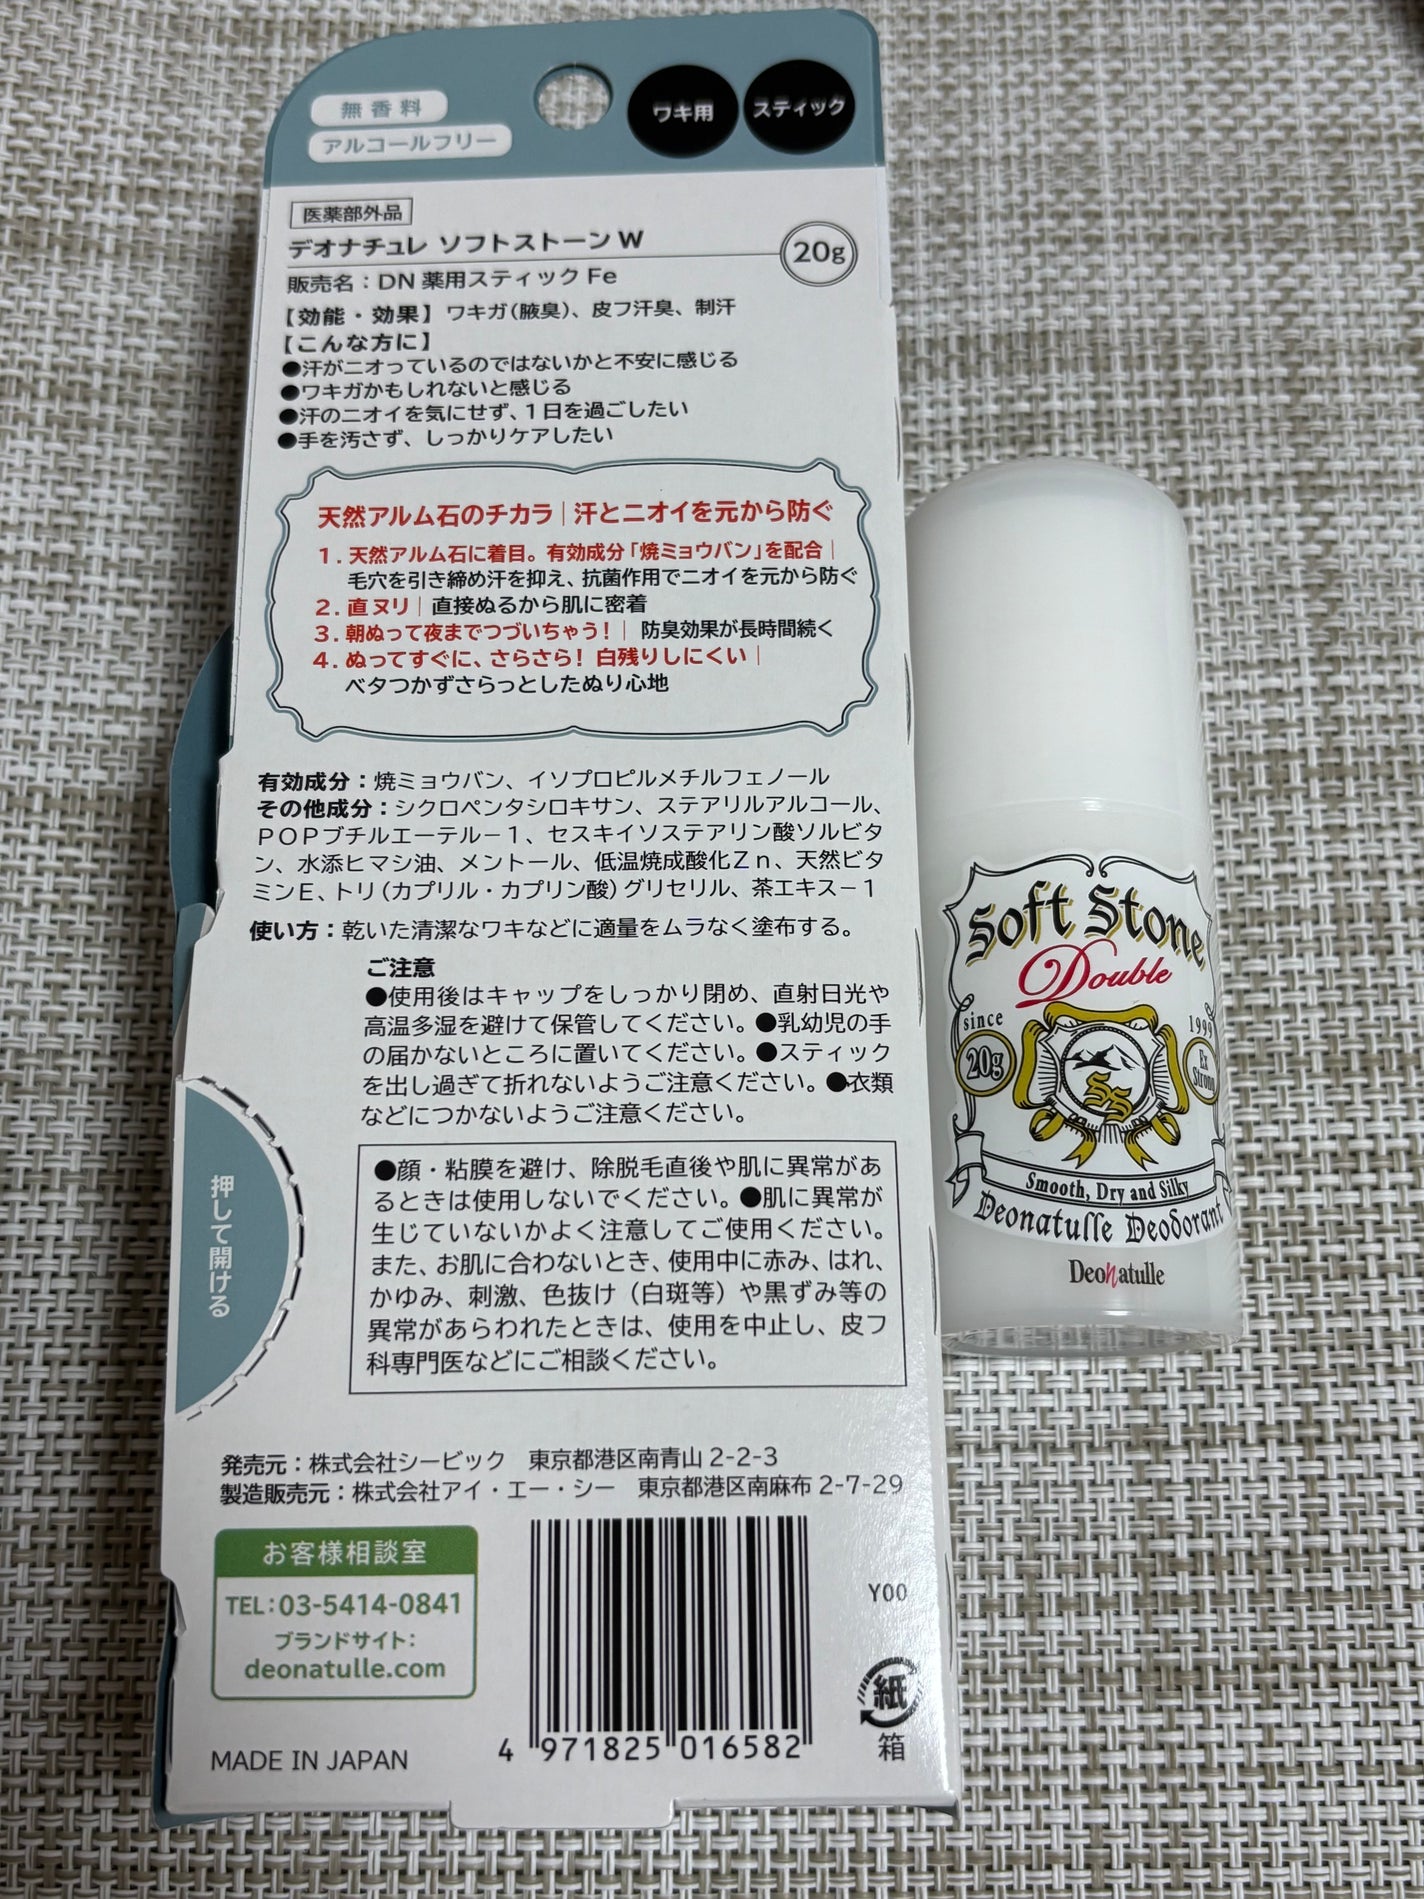 無香料
アルコールフリー
ワキ用
スティック
医薬部外品
デオナチュレ ソフトストーンW
20g
販売名：DN薬用スティックFe
【効能・効果】ワキガ（腋臭）、皮フ汗臭、制汗
【こんな方に】
●汗がニオっているのではないかと不安に感じる
●ワキガかもしれないと感じる
●汗のニオイを気にせず、1日を過ごしたい
●手を汚さず、しっかりケアしたい
天然アルム石のチカラ｜汗とニオイを元から防ぐ
1. 天然アルム石に着目。有効成分「焼ミョウバン」を配合｜
毛穴を引き締め汗を抑え、抗菌作用でニオイを元から防ぐ
2. 直ヌリ｜直接ぬるから肌に密着
3. 朝ぬって夜までつづいちゃう！｜防臭効果が長時間続く
4. ぬってすぐに、さらさら！白残りしにくい｜
ベタつかずさらっとしたぬり心地
有効成分：焼ミョウバン、イソプロピルメチルフェノール
その他成分：シクロペンタシロキサン、ステアリルアルコール、
POPブチルエーテル－1、セスキイソステアリン酸ソルビタ
ン、水添ヒマシ油、メントール、低温焼成酸化Zn、天然ビタ
ミンE、トリ（カプリル・カプリン酸）グリセリル、茶エキス－1
使い方：乾いた清潔なワキなどに適量をムラなく塗布する。
ご注意
●使用後はキャップをしっかり閉め、直射日光や
高温多湿を避けて保管してください。●乳幼児の手
の届かないところに置いてください。●スティック
を出し過ぎて折れないようご注意ください。●衣類
などにつかないようご注意ください。
●顔・粘膜を避け、除脱毛直後や肌に異常があ
るときは使用しないでください。●肌に異常が
生じていないかよく注意してご使用ください。
また、お肌に合わないとき、使用中に赤み、はれ、
かゆみ、刺激、色抜け（白斑等）や黒ずみ等の
異常があらわれたときは、使用を中止し、皮フ
科専門医などにご相談ください。
押して開ける
発売元：株式会社シービック 東京都港区南青山2-2-3
製造販売元：株式会社アイ・エー・シー 東京都港区南麻布2-7-29
お客様相談室
TEL：03-5414-0841
ブランドサイト：
deonatulle.com
MADE IN JAPAN
4 971825 016582
Y00
紙
箱
Soft Stone
Double
since
1999
20g
Ex
Strong
SS
Smooth, Dry and Silky
Deonatulle Deodorant
Deonatulle